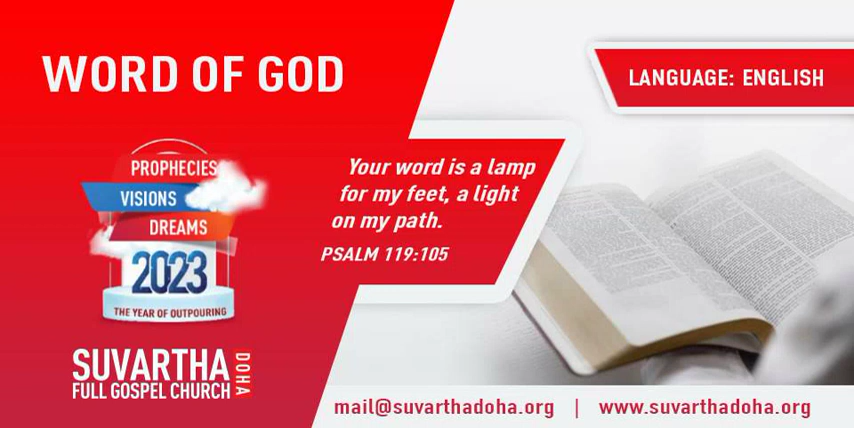 WORD OF GOD
LANGUAGE: ENGLISH
Your word is a lamp
for my feet, a light
on my path.
PSALM 119:105
PROPHECIES
VISIONS
DREAMS
2023
THE YEAR OF OUTPOURING
SUVARTHA DOHA
FULL GOSPEL CHURCH
mail@suvarthadoha.org | www.suvarthadoha.org